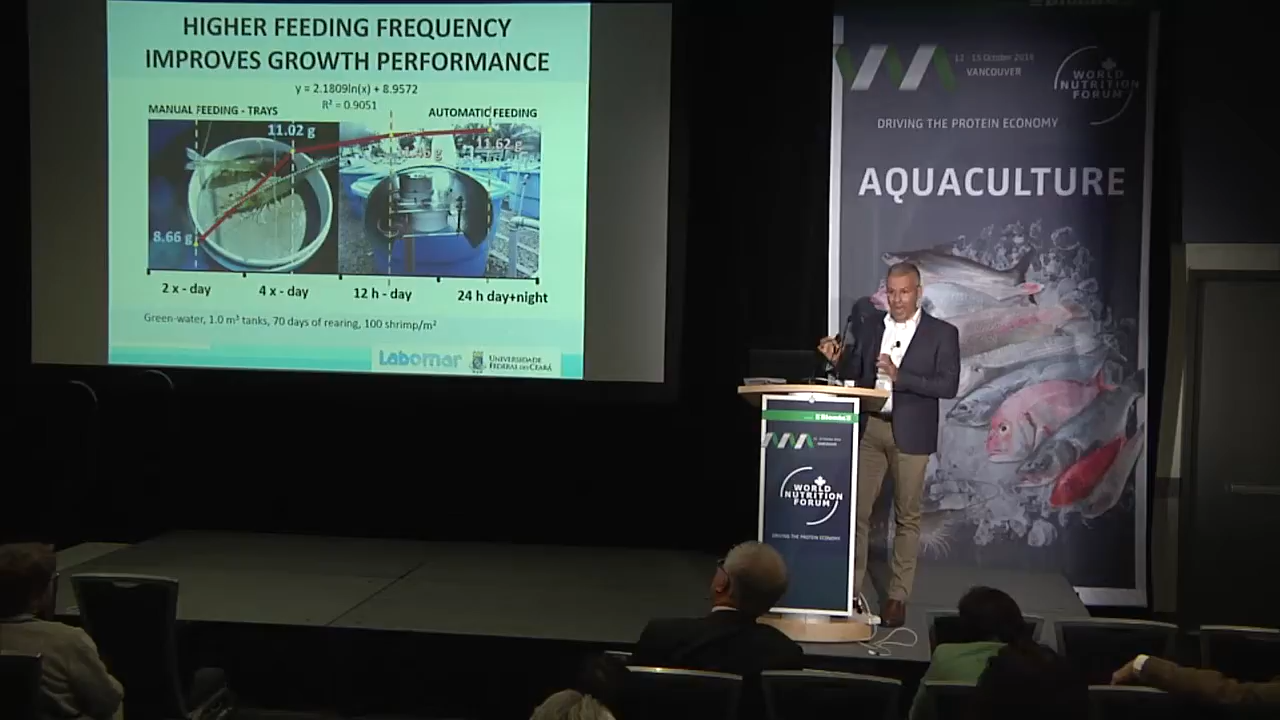 HIGHER FEEDING FREQUENCY
IMPROVES GROWTH PERFORMANCE
y = 2.1809ln(x) + 8.9572
R² = 0.9051
MANUAL FEEDING - TRAYS
AUTOMATIC FEEDING
11.02 g
11.62 g
8.66 g
2 x - day
4 x - day
12 h - day
24 h day+night
Green-water, 1.0 m³ tanks, 70 days of rearing, 100 shrimp/m²
Labomar
UNIVERSIDADE
FEDERAL DO CEARÁ
VANCOUVER
WORLD
NUTRITION
FORUM
DRIVING THE PROTEIN ECONOMY
AQUACULTURE
WORLD
NUTRITION
FORUM
DRIVING THE PROTEIN ECONOMY